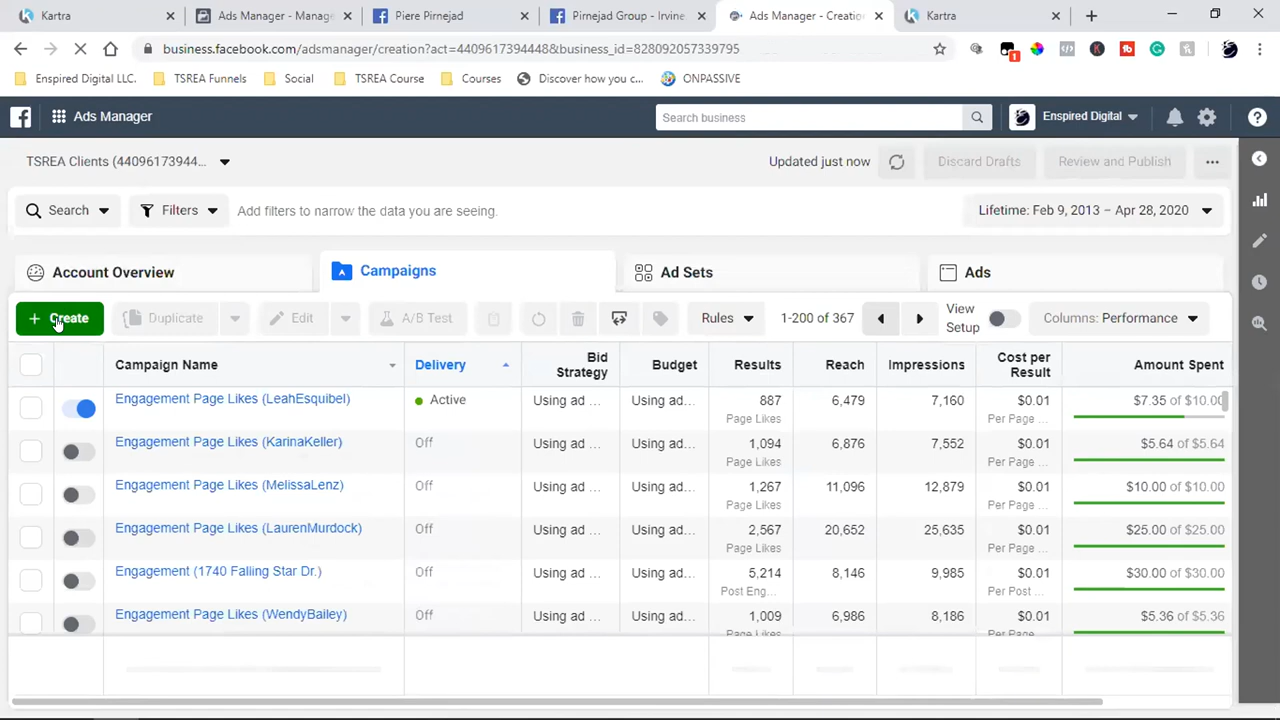 Kartra
Ads Manager - Manage
Piere Pirnejad
Pirnejad Group - Irvine
Ads Manager - Creation
Kartra
business.facebook.com/adsmanager/creation?act=4409617394448&business_id=828092057339795
1
Enspired Digital LLC.
TSREA Funnels
Social
TSREA Course
Courses
Discover how you c...
ONPASSIVE
Ads Manager
Search business
Enspired Digital
TSREA Clients (44096173944...
Updated just now
Discard Drafts
Review and Publish
Search
Filters
Add filters to narrow the data you are seeing.
Lifetime: Feb 9, 2013 – Apr 28, 2020
Account Overview
Campaigns
Ad Sets
Ads
+ Create
Duplicate
Edit
A/B Test
Rules
1-200 of 367
View Setup
Columns: Performance
Campaign Name
Delivery
Bid Strategy
Budget
Results
Reach
Impressions
Cost per Result
Amount Spent
Engagement Page Likes (LeahEsquibel) Active Using ad ... Using ad... 887 6,479 7,160 $0.01 $7.35 of $10.00
Page Likes Per Page ...
Engagement Page Likes (KarinaKeller) Off Using ad ... Using ad... 1,094 6,876 7,552 $0.01 $5.64 of $5.64
Page Likes Per Page ...
Engagement Page Likes (MelissaLenz) Off Using ad ... Using ad... 1,267 11,096 12,879 $0.01 $10.00 of $10.00
Page Likes Per Page ...
Engagement Page Likes (LaurenMurdock) Off Using ad ... Using ad... 2,567 20,652 25,635 $0.01 $25.00 of $25.00
Page Likes Per Page ...
Engagement (1740 Falling Star Dr.) Off Using ad ... Using ad... 5,214 8,146 9,985 $0.01 $30.00 of $30.00
Post Eng... Per Post ...
Engagement Page Likes (WendyBailey) Off Using ad ... Using ad... 1,009 6,986 8,186 $0.01 $5.36 of $5.36
Page Likes Per Page ...